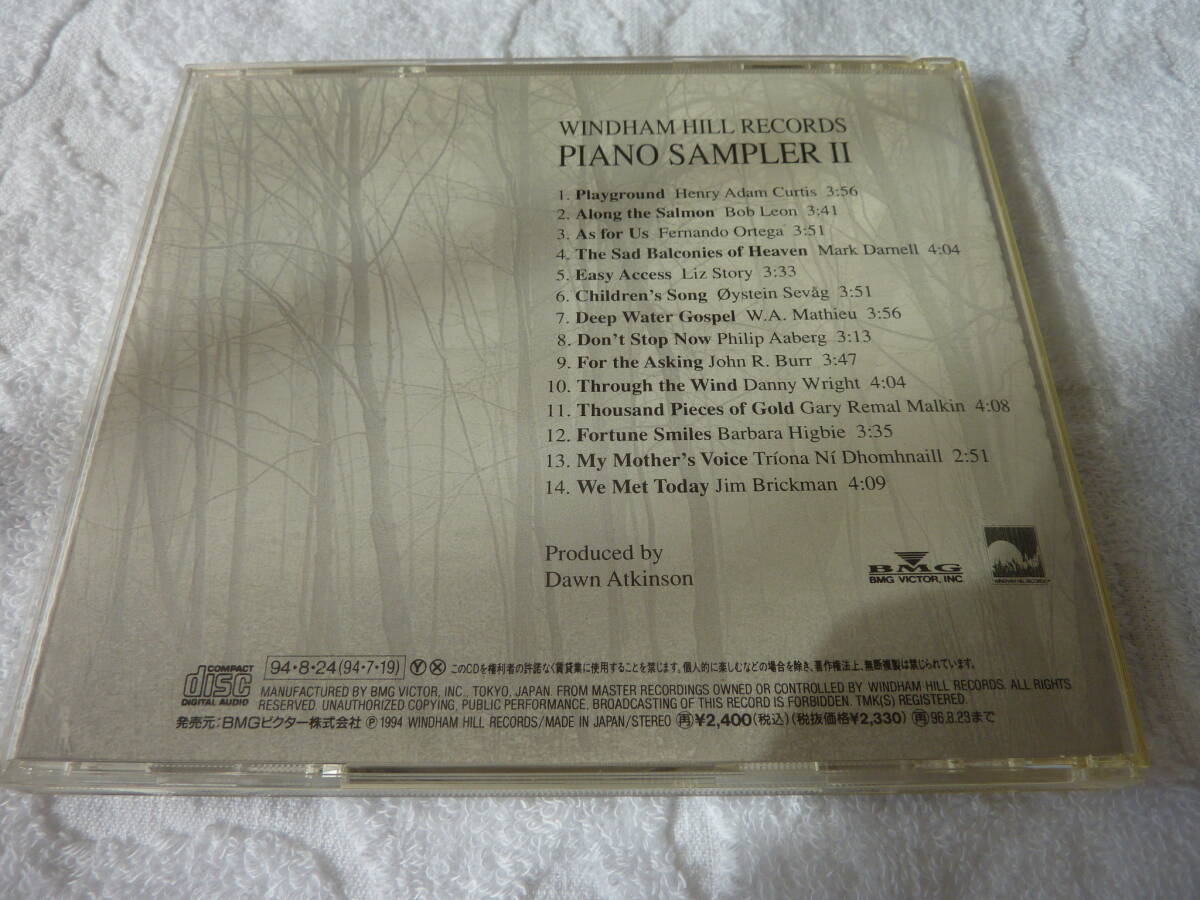 WINDHAM HILL RECORDS
PIANO SAMPLER II
1. Playground Henry Adam Curtis 3:56
2. Along the Salmon Bob Leon 3:41
3. As for Us Fernando Ortega 3:51
4. The Sad Balconies of Heaven Mark Darnell 4:04
5. Easy Access Liz Story 3:33
6. Children's Song Øystein Sevåg 3:51
7. Deep Water Gospel W.A. Mathieu 3:56
8. Don't Stop Now Philip Aaberg 3:13
9. For the Asking John R. Burr 3:47
10. Through the Wind Danny Wright 4:04
11. Thousand Pieces of Gold Gary Remal Malkin 4:08
12. Fortune Smiles Barbara Higbie 3:35
13. My Mother's Voice Tríona Ní Dhomhnaill 2:51
14. We Met Today Jim Brickman 4:09
Produced by
Dawn Atkinson
BMG
BMG VICTOR, INC.
WINDHAM HILL RECORDS
COMPACT
disc
DIGITAL AUDIO
94・8・24(94・7・19) Ⓨ Ⓧ このCDを権利者の許諾なく賃貸業に使用することを禁じます。個人的に楽しむなどの場合を除き、著作権法上、無断複製は禁じられています。
MANUFACTURED BY BMG VICTOR, INC., TOKYO, JAPAN. FROM MASTER RECORDINGS OWNED OR CONTROLLED BY WINDHAM HILL RECORDS. ALL RIGHTS
RESERVED. UNAUTHORIZED COPYING, PUBLIC PERFORMANCE, BROADCASTING OF THIS RECORD IS FORBIDDEN. TMK(S) REGISTERED.
発売元:BMGビクター株式会社 Ⓟ 1994 WINDHAM HILL RECORDS/MADE IN JAPAN/STEREO ㊢¥2,400(税込)(税抜価格¥2,330) 再96.8.23まで